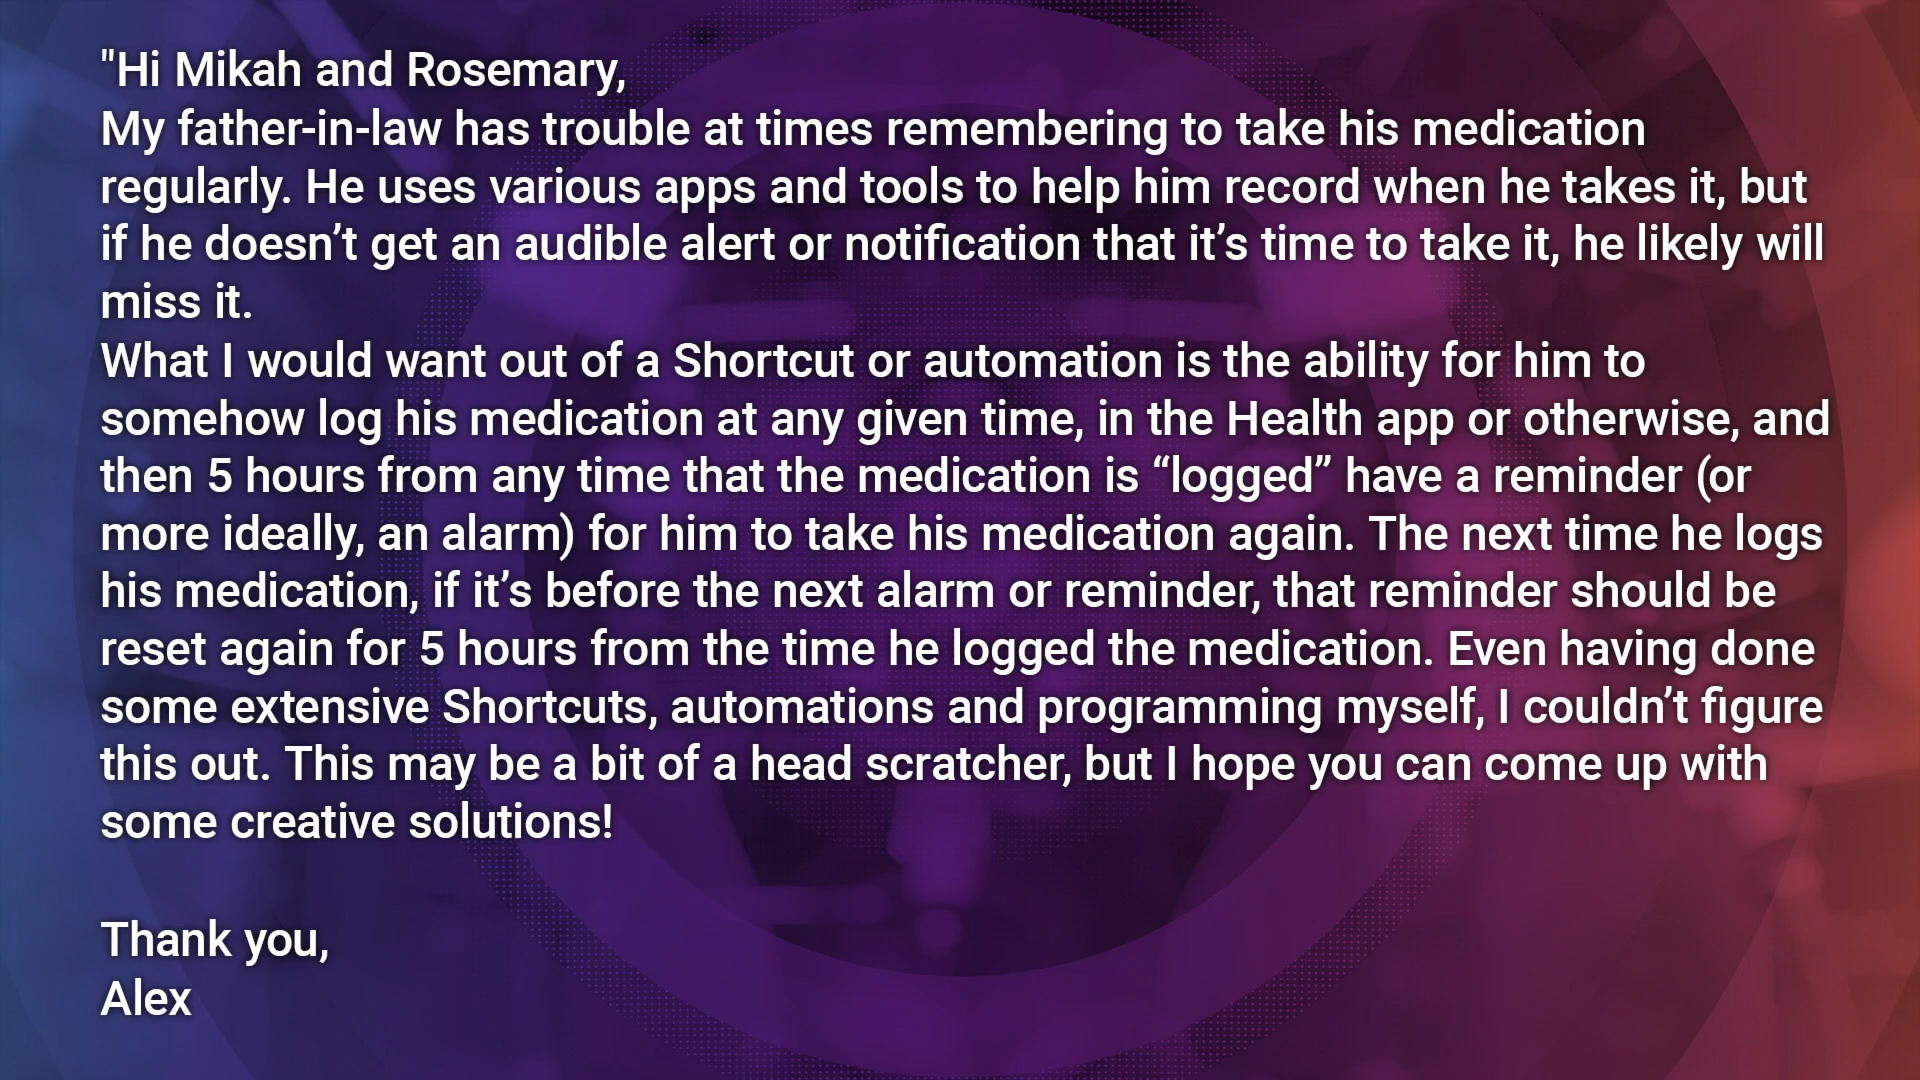 "Hi Mikah and Rosemary,
My father-in-law has trouble at times remembering to take his medication
regularly. He uses various apps and tools to help him record when he takes it, but
if he doesn’t get an audible alert or notification that it’s time to take it, he likely will
miss it.
What I would want out of a Shortcut or automation is the ability for him to
somehow log his medication at any given time, in the Health app or otherwise, and
then 5 hours from any time that the medication is “logged” have a reminder (or
more ideally, an alarm) for him to take his medication again. The next time he logs
his medication, if it’s before the next alarm or reminder, that reminder should be
reset again for 5 hours from the time he logged the medication. Even having done
some extensive Shortcuts, automations and programming myself, I couldn’t figure
this out. This may be a bit of a head scratcher, but I hope you can come up with
some creative solutions!
Thank you,
Alex